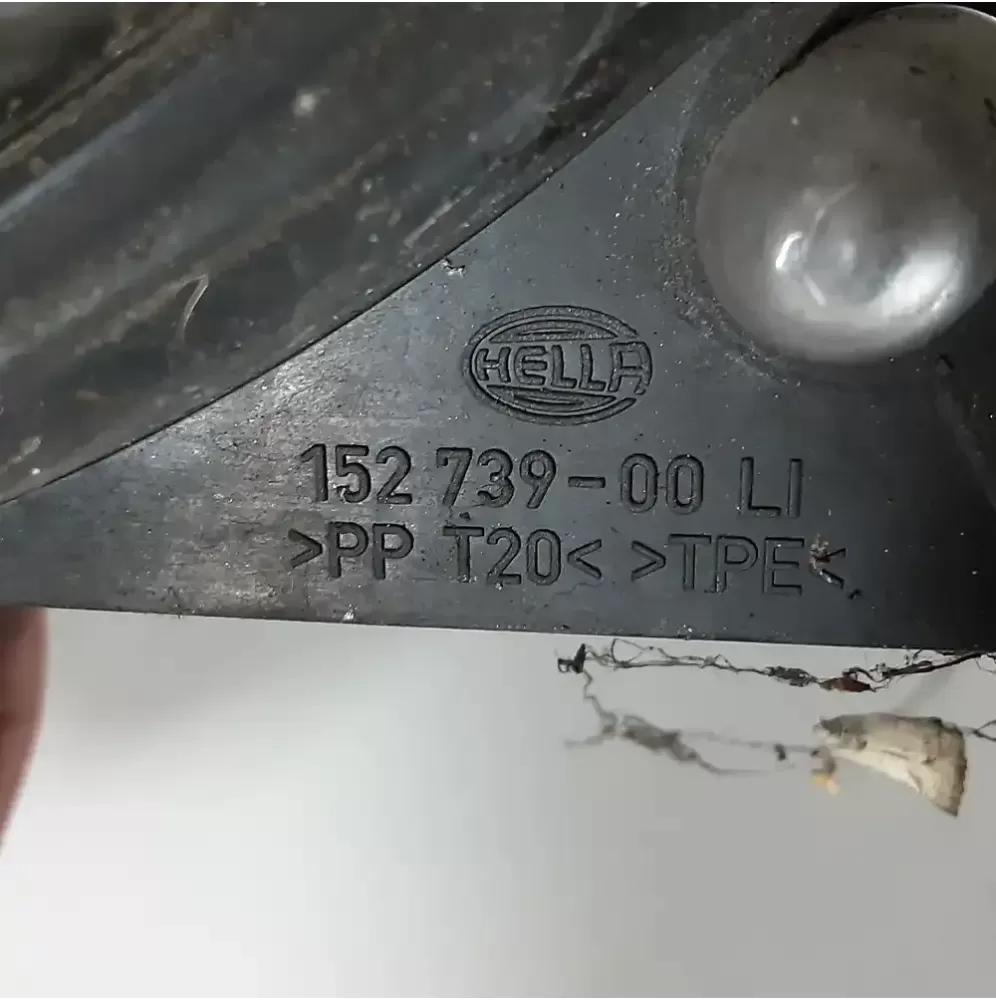 HELLA
152 739-00 LI
>PP T20< >TPE<